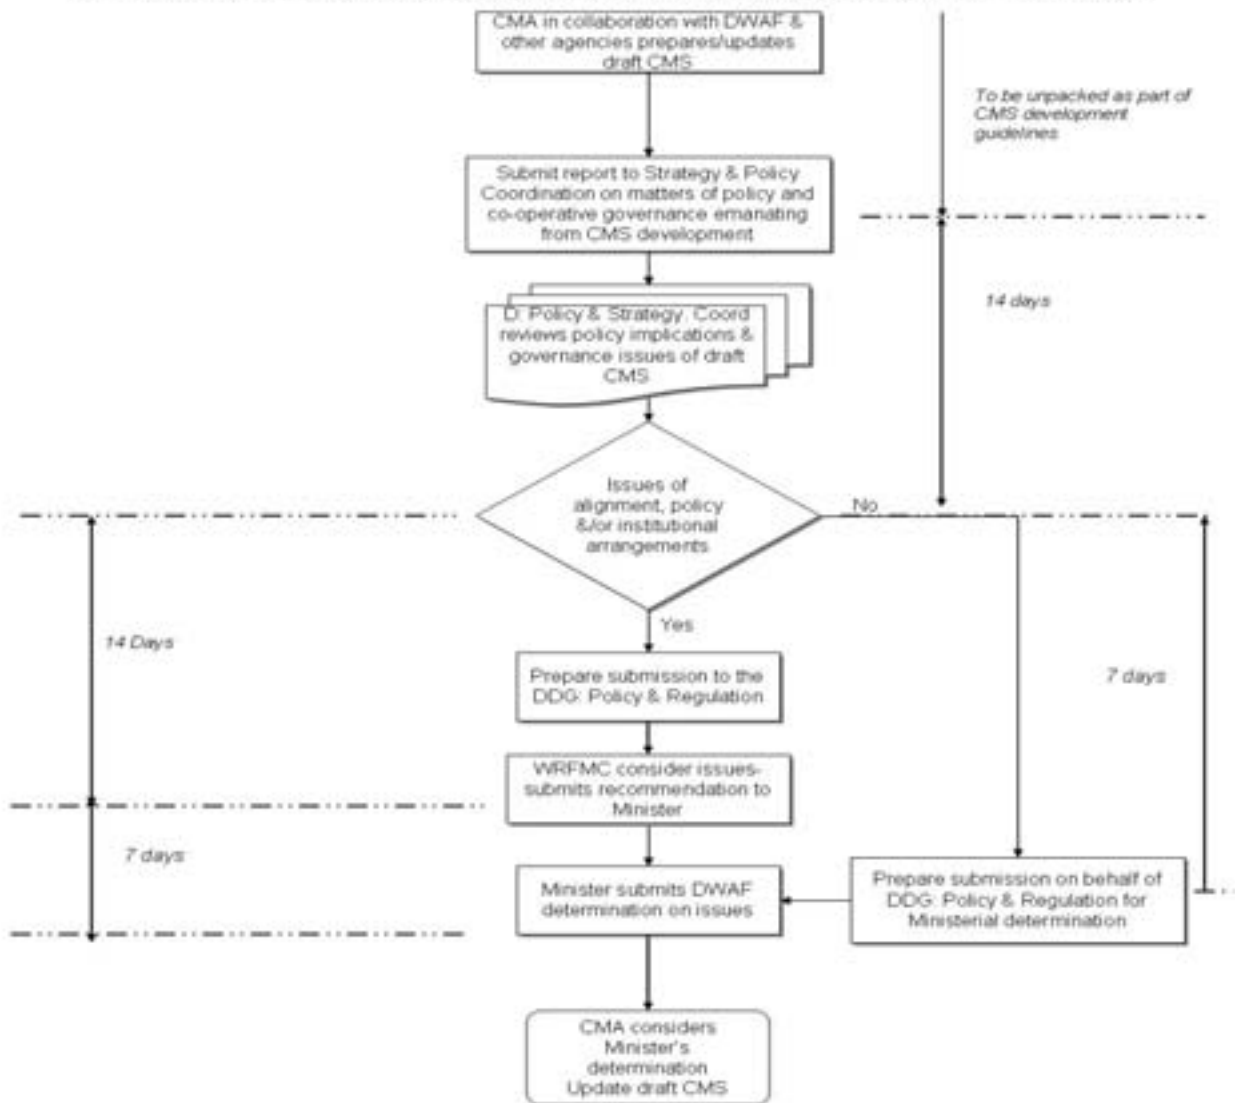 CMA in collaboration with DWAF &
other agencies prepares/updates
draft CMS
To be unpacked as part of
CMS development
guidelines
Submit report to Strategy & Policy
Coordination on matters of policy and
co-operative governance emanating
from CMS development
14 days
D: Policy & Strategy. Coord
reviews policy implications &
governance issues of draft
CMS
Issues of
alignment, policy
&/or institutional
arrangements
No
Yes
14 Days
Prepare submission to the
DDG: Policy & Regulation
7 days
WRFMC consider issues-
submits recommendation to
Minister
7 days
Minister submits DWAF
determination on issues
Prepare submission on behalf of
DDG: Policy & Regulation for
Ministerial determination
CMA considers
Minister's
determination
Update draft CMS